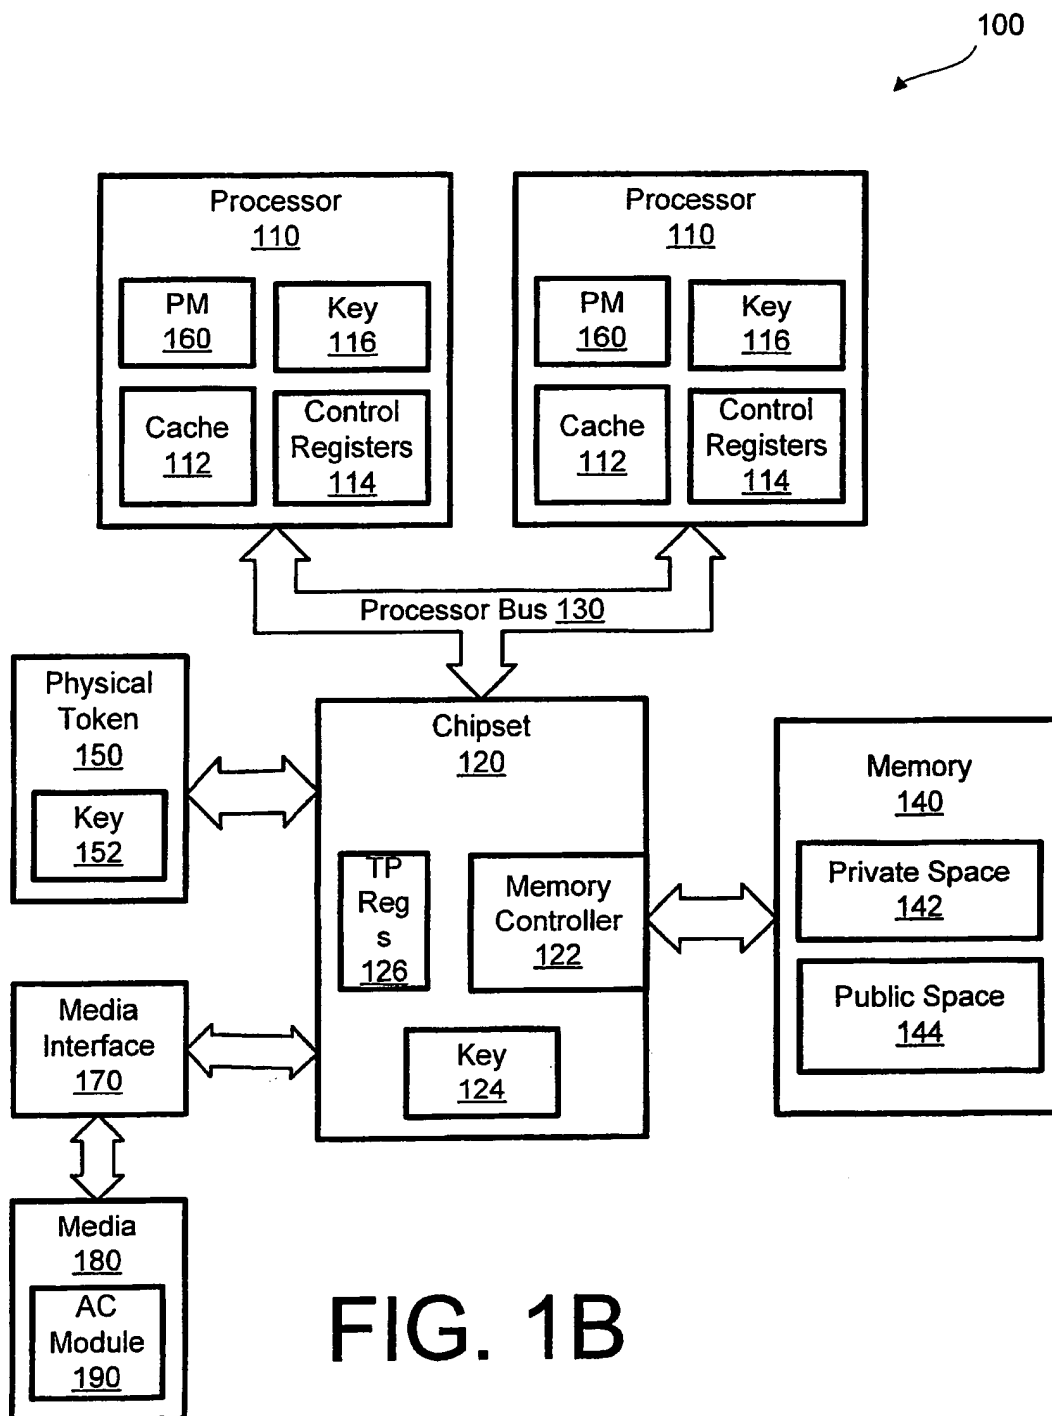 100
Processor
110
PM
160
Key
116
Cache
112
Control
Registers
114
Processor
110
PM
160
Key
116
Cache
112
Control
Registers
114
Processor Bus 130
Physical
Token
150
Key
152
Chipset
120
TP
Reg
s
126
Memory
Controller
122
Key
124
Memory
140
Private Space
142
Public Space
144
Media
Interface
170
Media
180
AC
Module
190
FIG. 1B